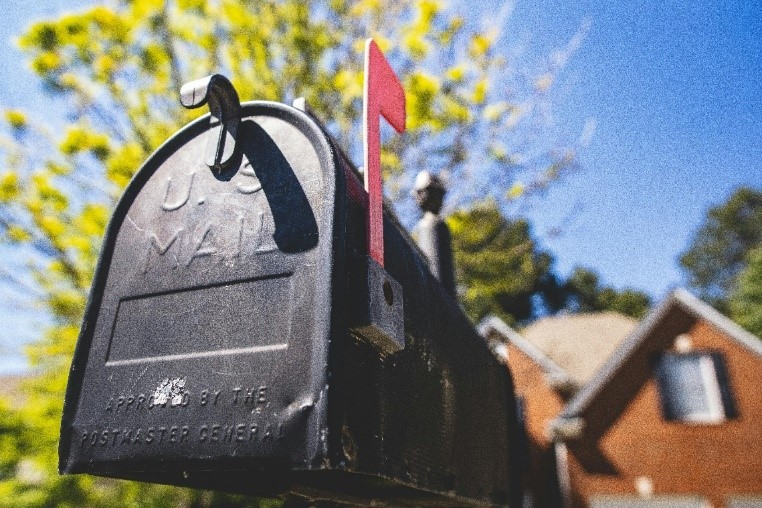 U.S
MAIL
APPROVED BY THE
POSTMASTER GENERAL